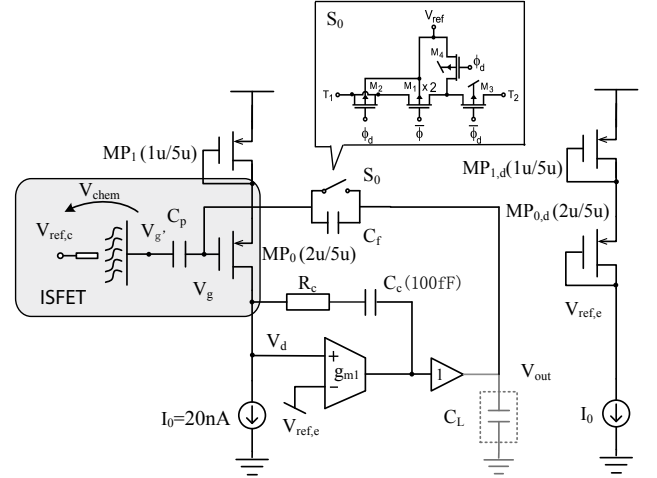 S0
Vref
M4
ϕd
T1
M2
M1
x2
M3
T2
ϕd
ϕ̅
ϕ̅d
MP1 (1u/5u)
MP1,d(1u/5u)
Vchem
Cp
S0
MP0,d (2u/5u)
Vref,c
Vg'
MP0 (2u/5u)
Cf
Vg
ISFET
Rc
Cc(100fF)
Vref,e
Vd
+
gm1
−
1
Vout
I0=20nA
Vref,e
CL
I0